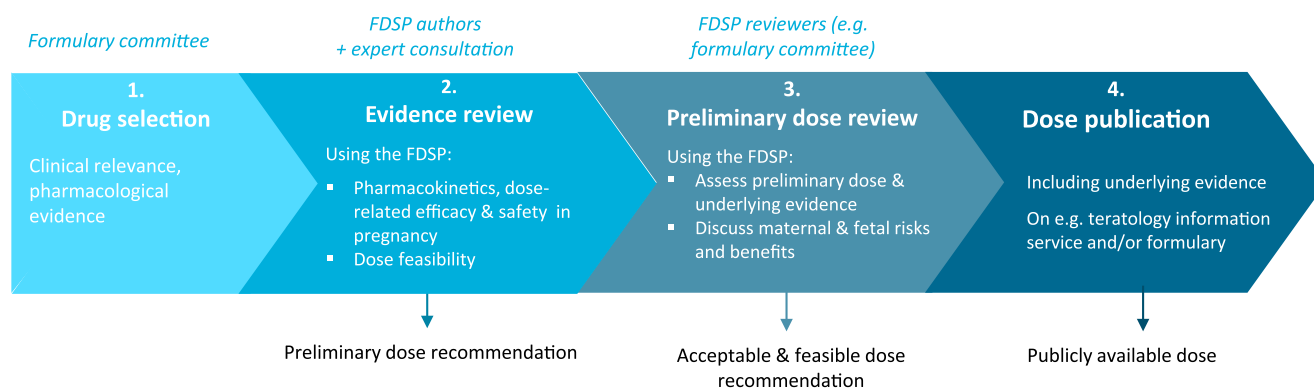 Formulary committee
FDSP authors
+ expert consultation
FDSP reviewers (e.g.
formulary committee)
1.
Drug selection
Clinical relevance,
pharmacological
evidence
2.
Evidence review
Using the FDSP:
▪ Pharmacokinetics, dose-
related efficacy & safety in
pregnancy
▪ Dose feasibility
3.
Preliminary dose review
Using the FDSP:
▪ Assess preliminary dose &
underlying evidence
▪ Discuss maternal & fetal risks
and benefits
4.
Dose publication
Including underlying evidence
On e.g. teratology information
service and/or formulary
Preliminary dose recommendation
Acceptable & feasible dose
recommendation
Publicly available dose